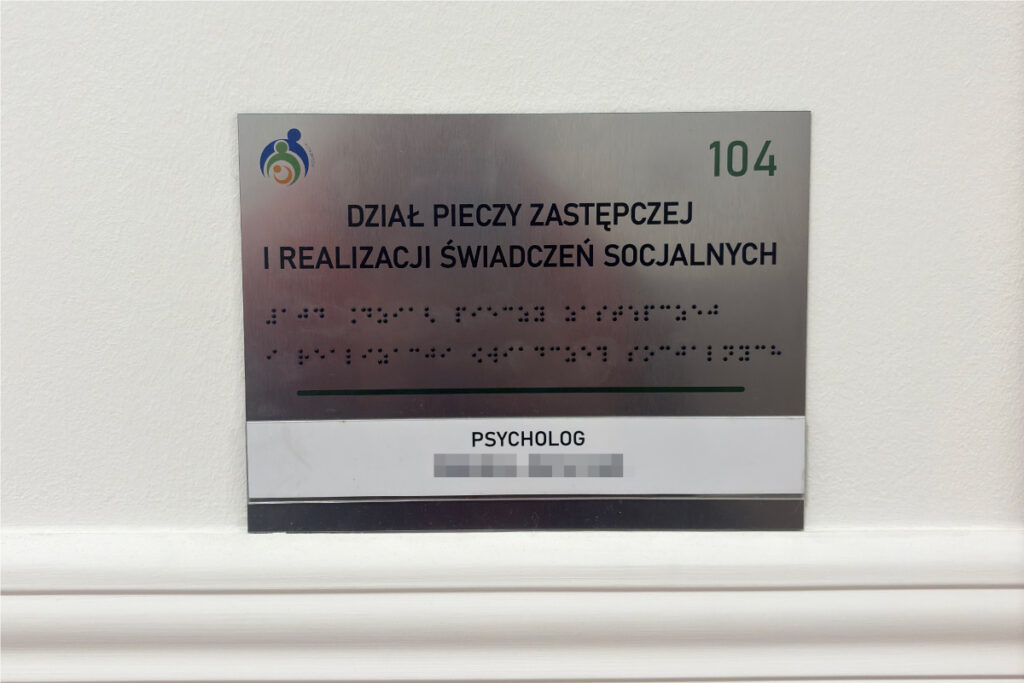 104
DZIAŁ PIECZY ZASTĘPCZEJ
I REALIZACJI ŚWIADCZEŃ SOCJALNYCH
PSYCHOLOG